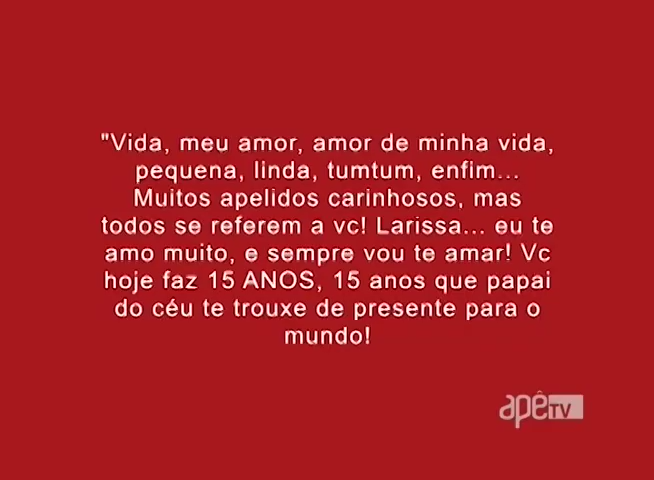 "Vida, meu amor, amor de minha vida,
pequena, linda, tumtum, enfim...
Muitos apelidos carinhosos, mas
todos se referem a vc! Larissa... eu te
amo muito, e sempre vou te amar! Vc
hoje faz 15 ANOS, 15 anos que papai
do céu te trouxe de presente para o
mundo!
apêTV